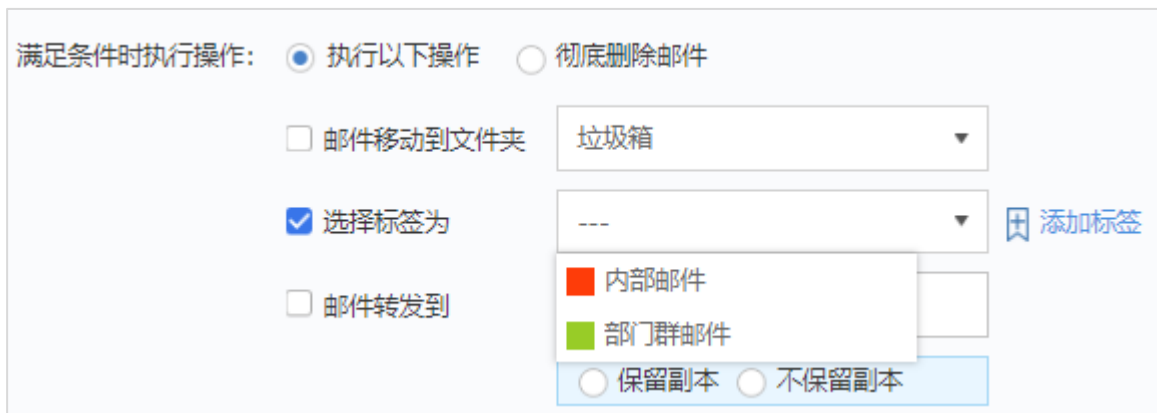 满足条件时执行操作： 执行以下操作 彻底删除邮件
邮件移动到文件夹 垃圾箱
选择标签为 --- 添加标签
内部邮件
邮件转发到
部门群邮件
保留副本 不保留副本